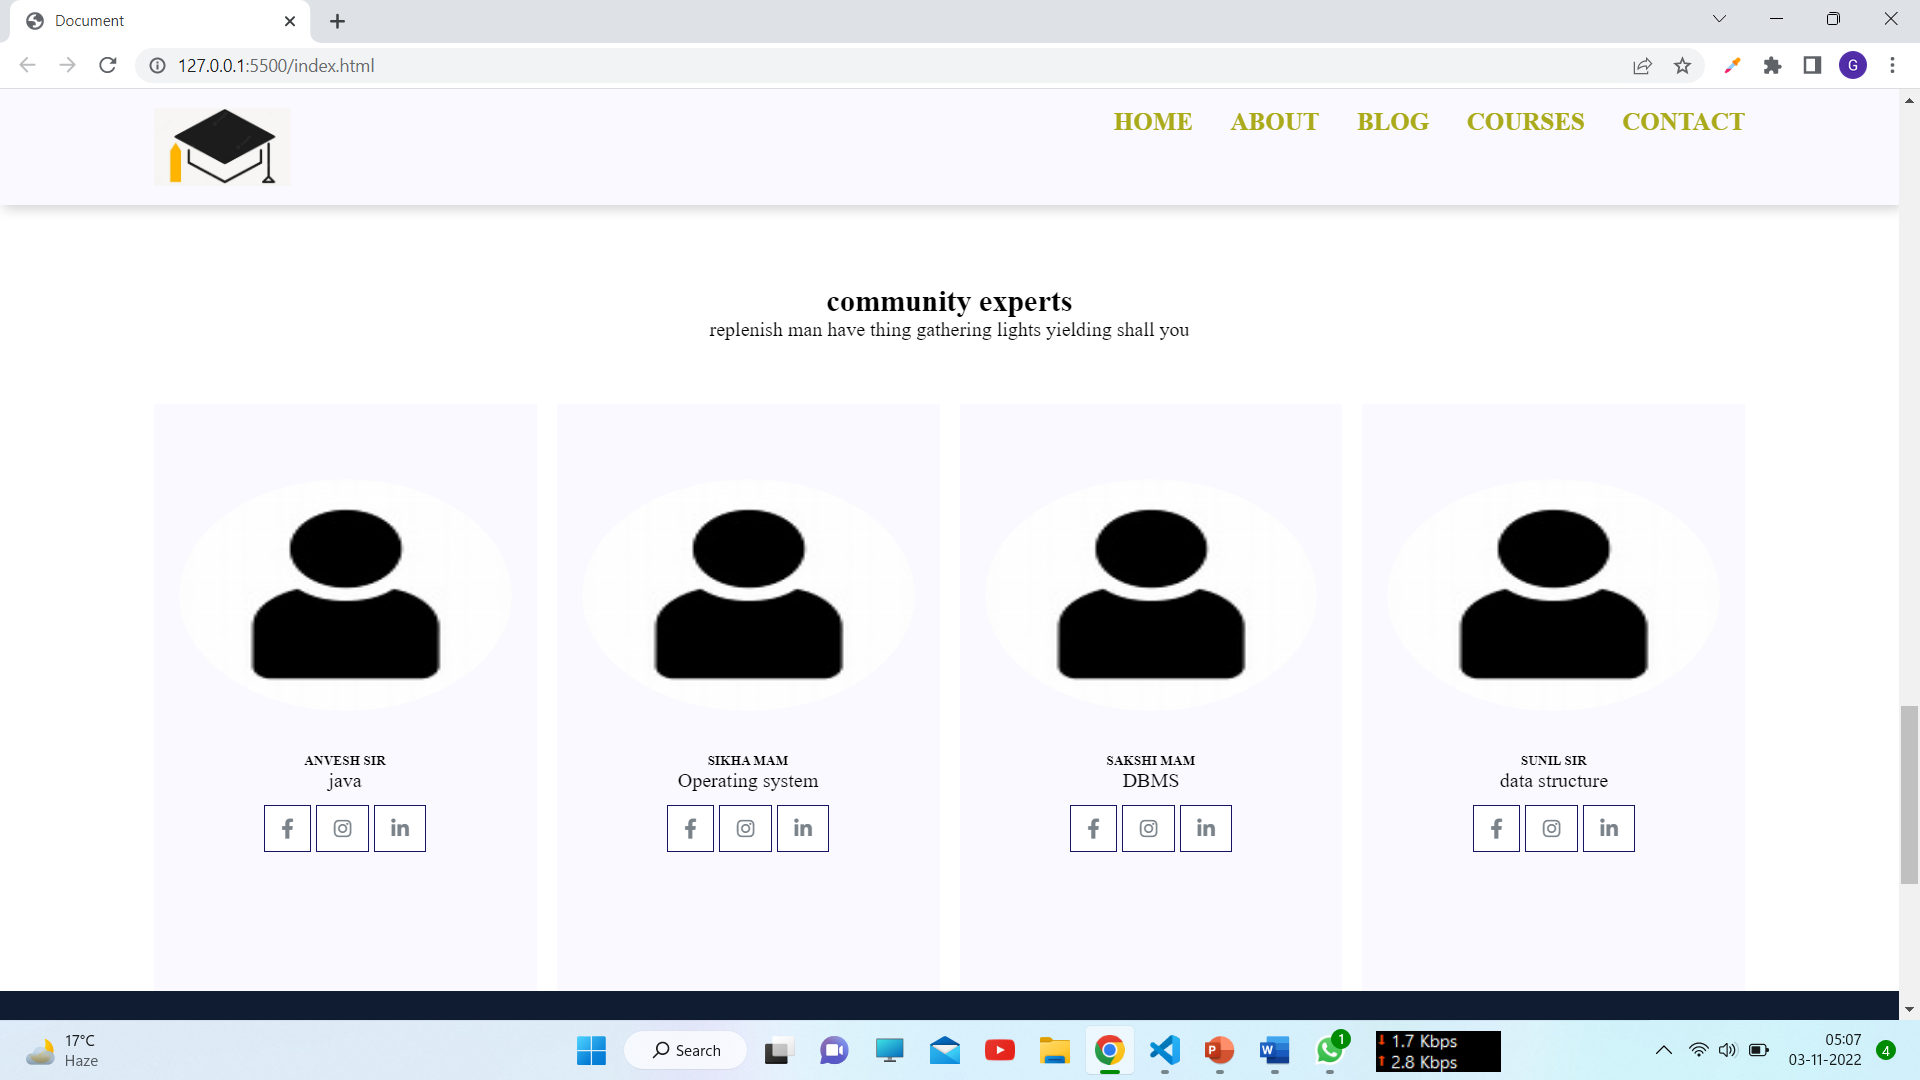 Document
127.0.0.1:5500/index.html
G
HOME ABOUT BLOG COURSES CONTACT
community experts
replenish man have thing gathering lights yielding shall you
ANVESH SIR
java
SIKHA MAM
Operating system
SAKSHI MAM
DBMS
SUNIL SIR
data structure
17°C
Haze
Search
1
1.7 Kbps
2.8 Kbps
05:07
03-11-2022
4